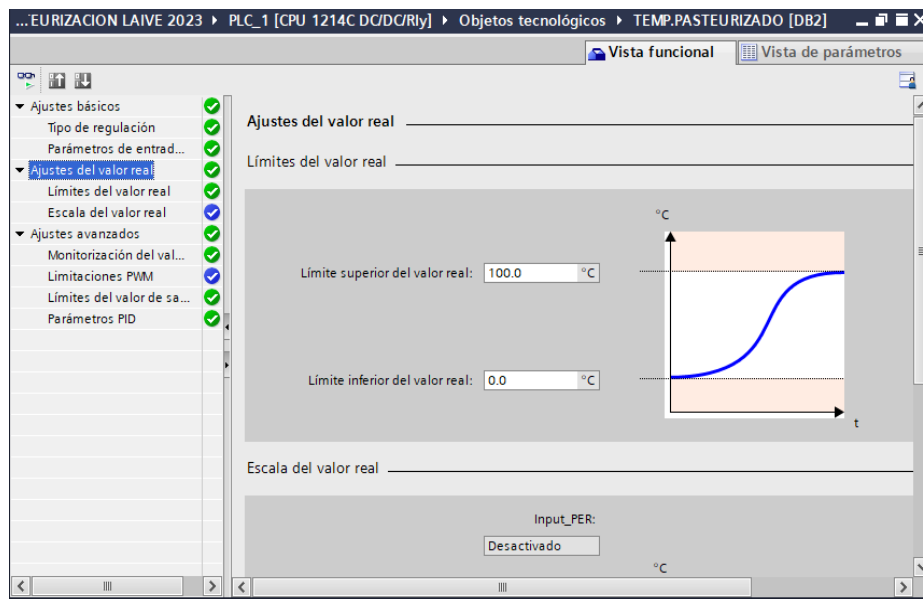 ...'EURIZACION LAIVE 2023 ▸ PLC_1 [CPU 1214C DC/DC/Rly] ▸ Objetos tecnológicos ▸ TEMP.PASTEURIZADO [DB2]
Vista funcional
Vista de parámetros
Ajustes básicos
Tipo de regulación
Parámetros de entrad...
Ajustes del valor real
Límites del valor real
Escala del valor real
Ajustes avanzados
Monitorización del val...
Limitaciones PWM
Límites del valor de sa...
Parámetros PID
Ajustes del valor real
Límites del valor real
°C
Límite superior del valor real: 100.0 °C
Límite inferior del valor real: 0.0 °C
t
Escala del valor real
Input_PER:
Desactivado
°C